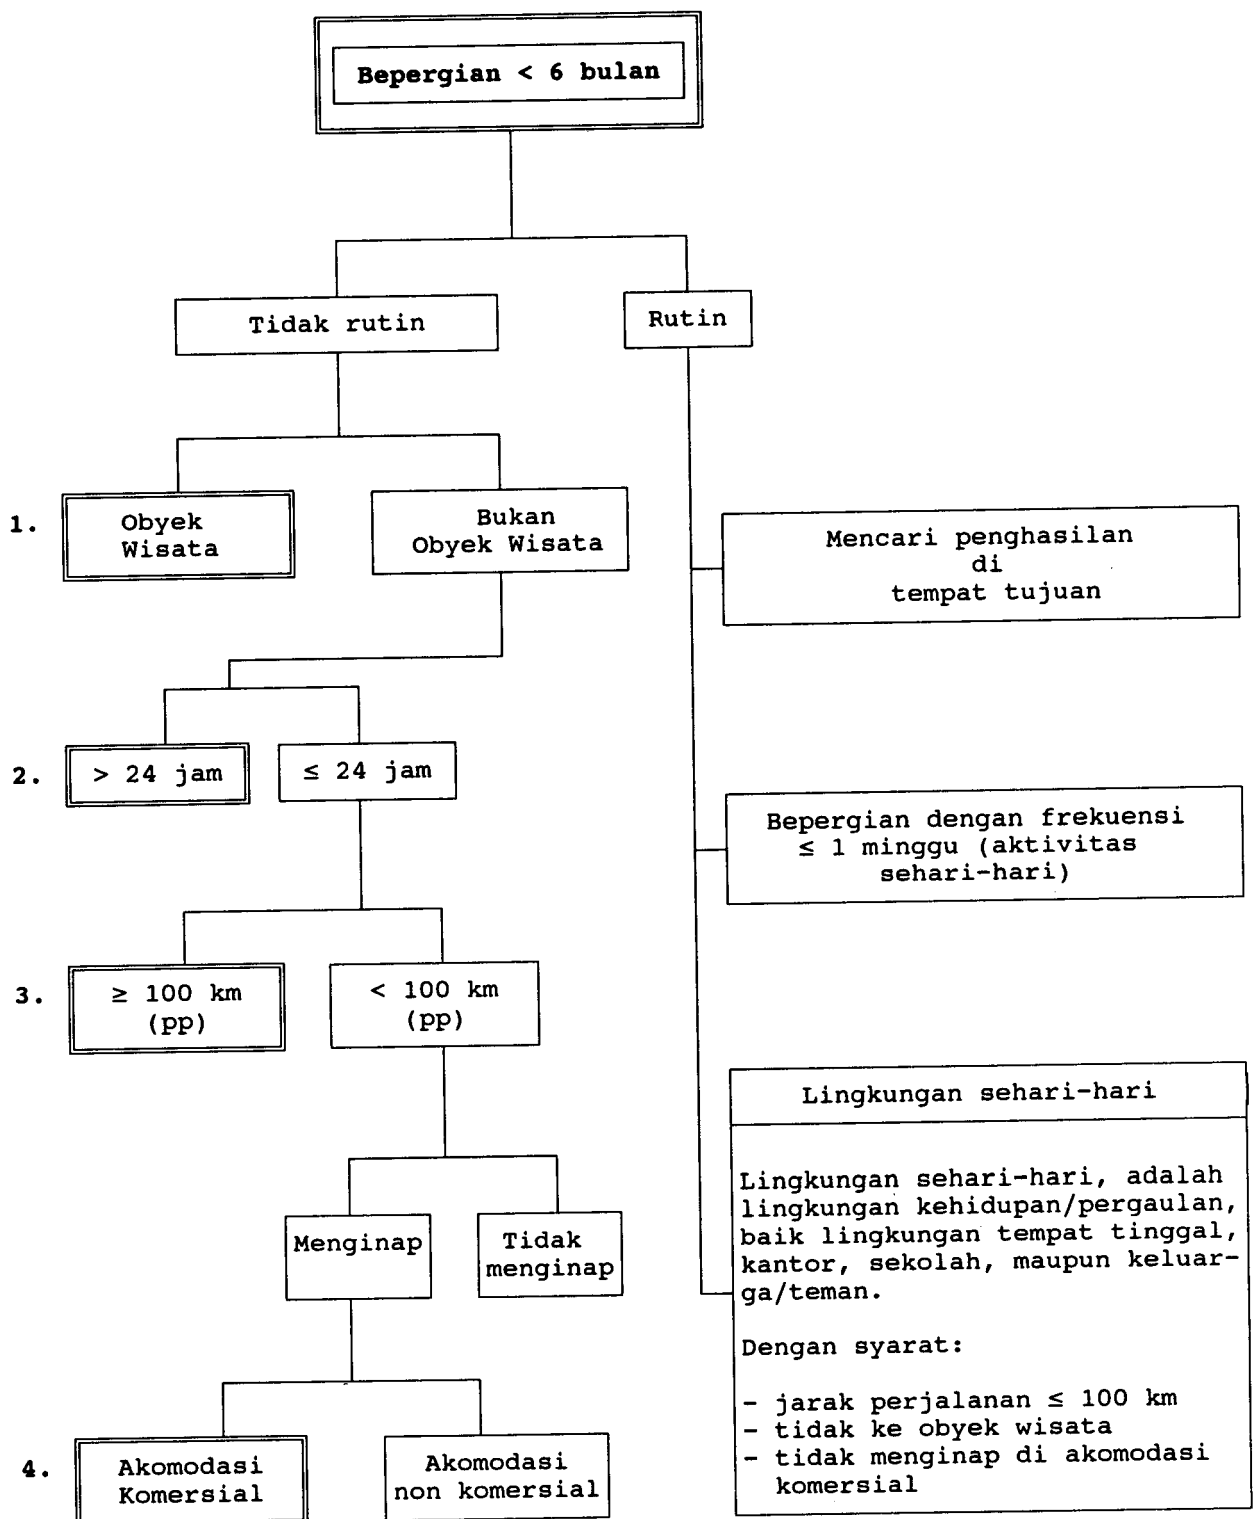 Bepergian < 6 bulan
Tidak rutin
Rutin
1.
Obyek
Wisata
Bukan
Obyek Wisata
Mencari penghasilan
di
tempat tujuan
2.
> 24 jam
≤ 24 jam
Bepergian dengan frekuensi
≤ 1 minggu (aktivitas
sehari-hari)
3.
≥ 100 km
(pp)
< 100 km
(pp)
Lingkungan sehari-hari
Lingkungan sehari-hari, adalah
lingkungan kehidupan/pergaulan,
baik lingkungan tempat tinggal,
kantor, sekolah, maupun keluar-
ga/teman.
Dengan syarat:
- jarak perjalanan ≤ 100 km
- tidak ke obyek wisata
- tidak menginap di akomodasi
komersial
Menginap
Tidak
menginap
4.
Akomodasi
Komersial
Akomodasi
non komersial